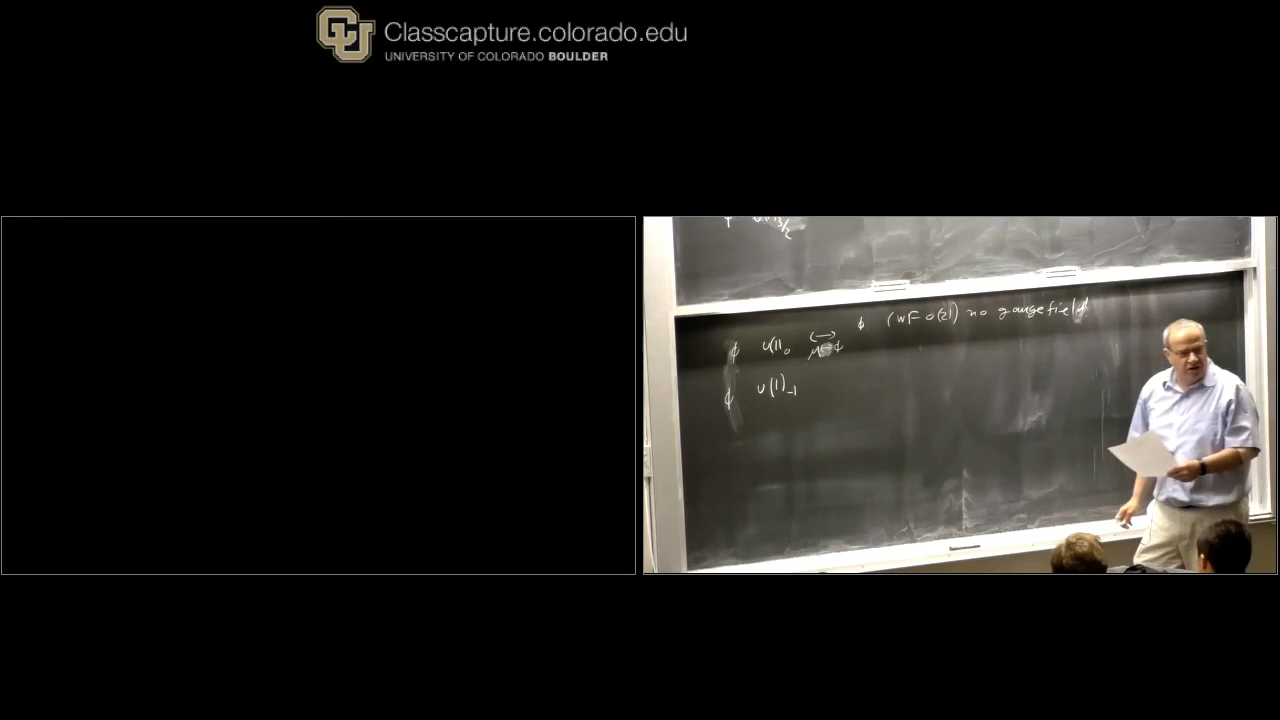 Classcapture.colorado.edu
UNIVERSITY OF COLORADO BOULDER
φ (WF O(2)) no gauge field
φ U(1)₀ ⟷
φ U(1)₋₁